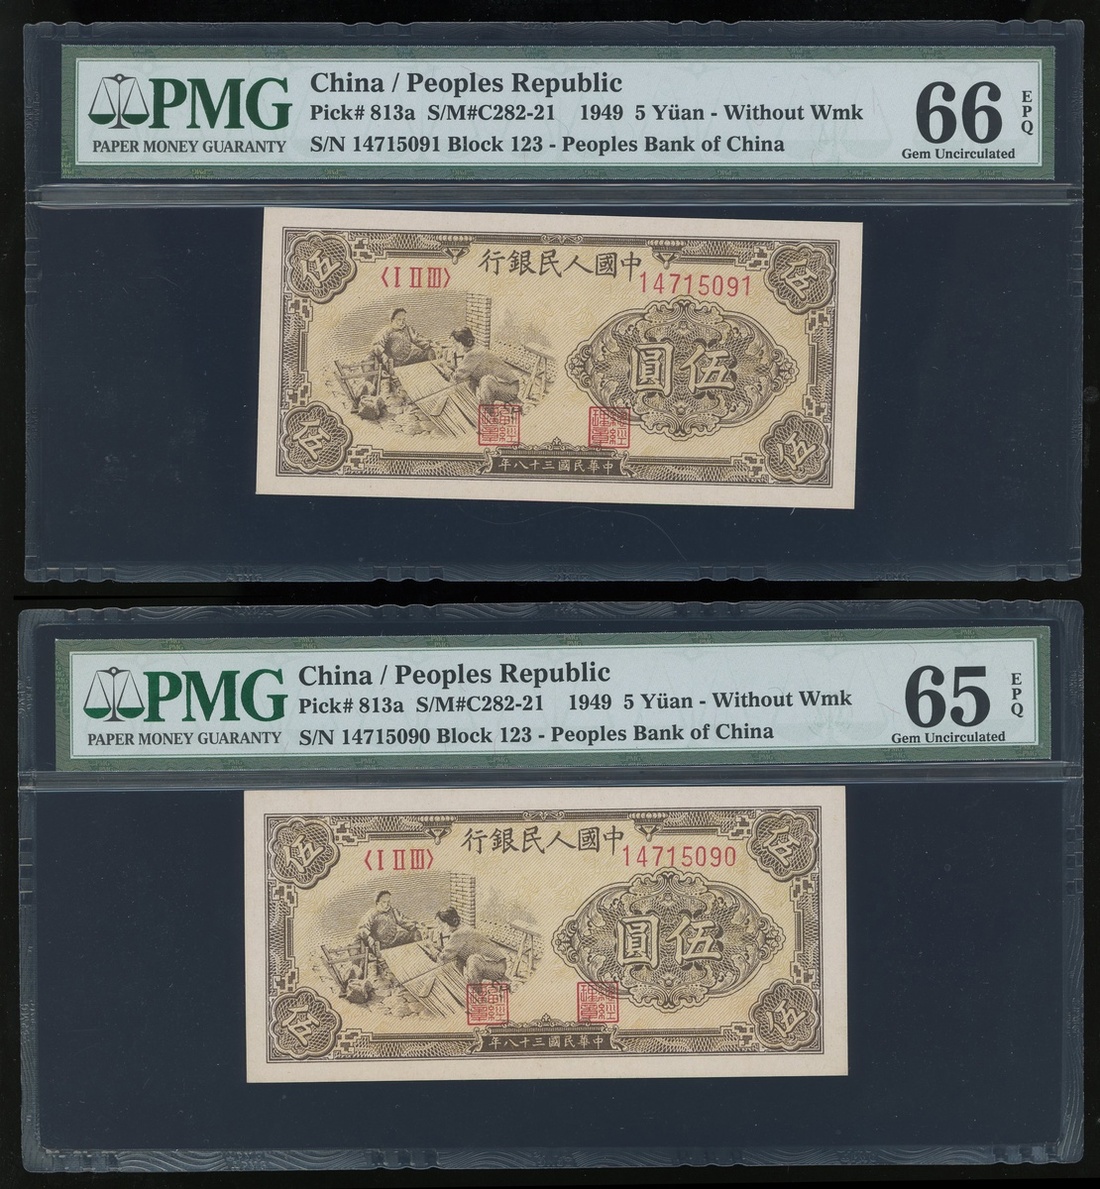 PMG
PAPER MONEY GUARANTY
China / Peoples Republic
Pick# 813a S/M#C282-21 1949 5 Yüan - Without Wmk
S/N 14715091 Block 123 - Peoples Bank of China
66 EPQ
Gem Uncirculated
行銀民人國中
〈I II III〉
14715091
伍
伍
圓伍
伍
伍
年八十三國民華中
PMG
PAPER MONEY GUARANTY
China / Peoples Republic
Pick# 813a S/M#C282-21 1949 5 Yüan - Without Wmk
S/N 14715090 Block 123 - Peoples Bank of China
65 EPQ
Gem Uncirculated
行銀民人國中
〈I II III〉
14715090
伍
伍
圓伍
伍
伍
年八十三國民華中